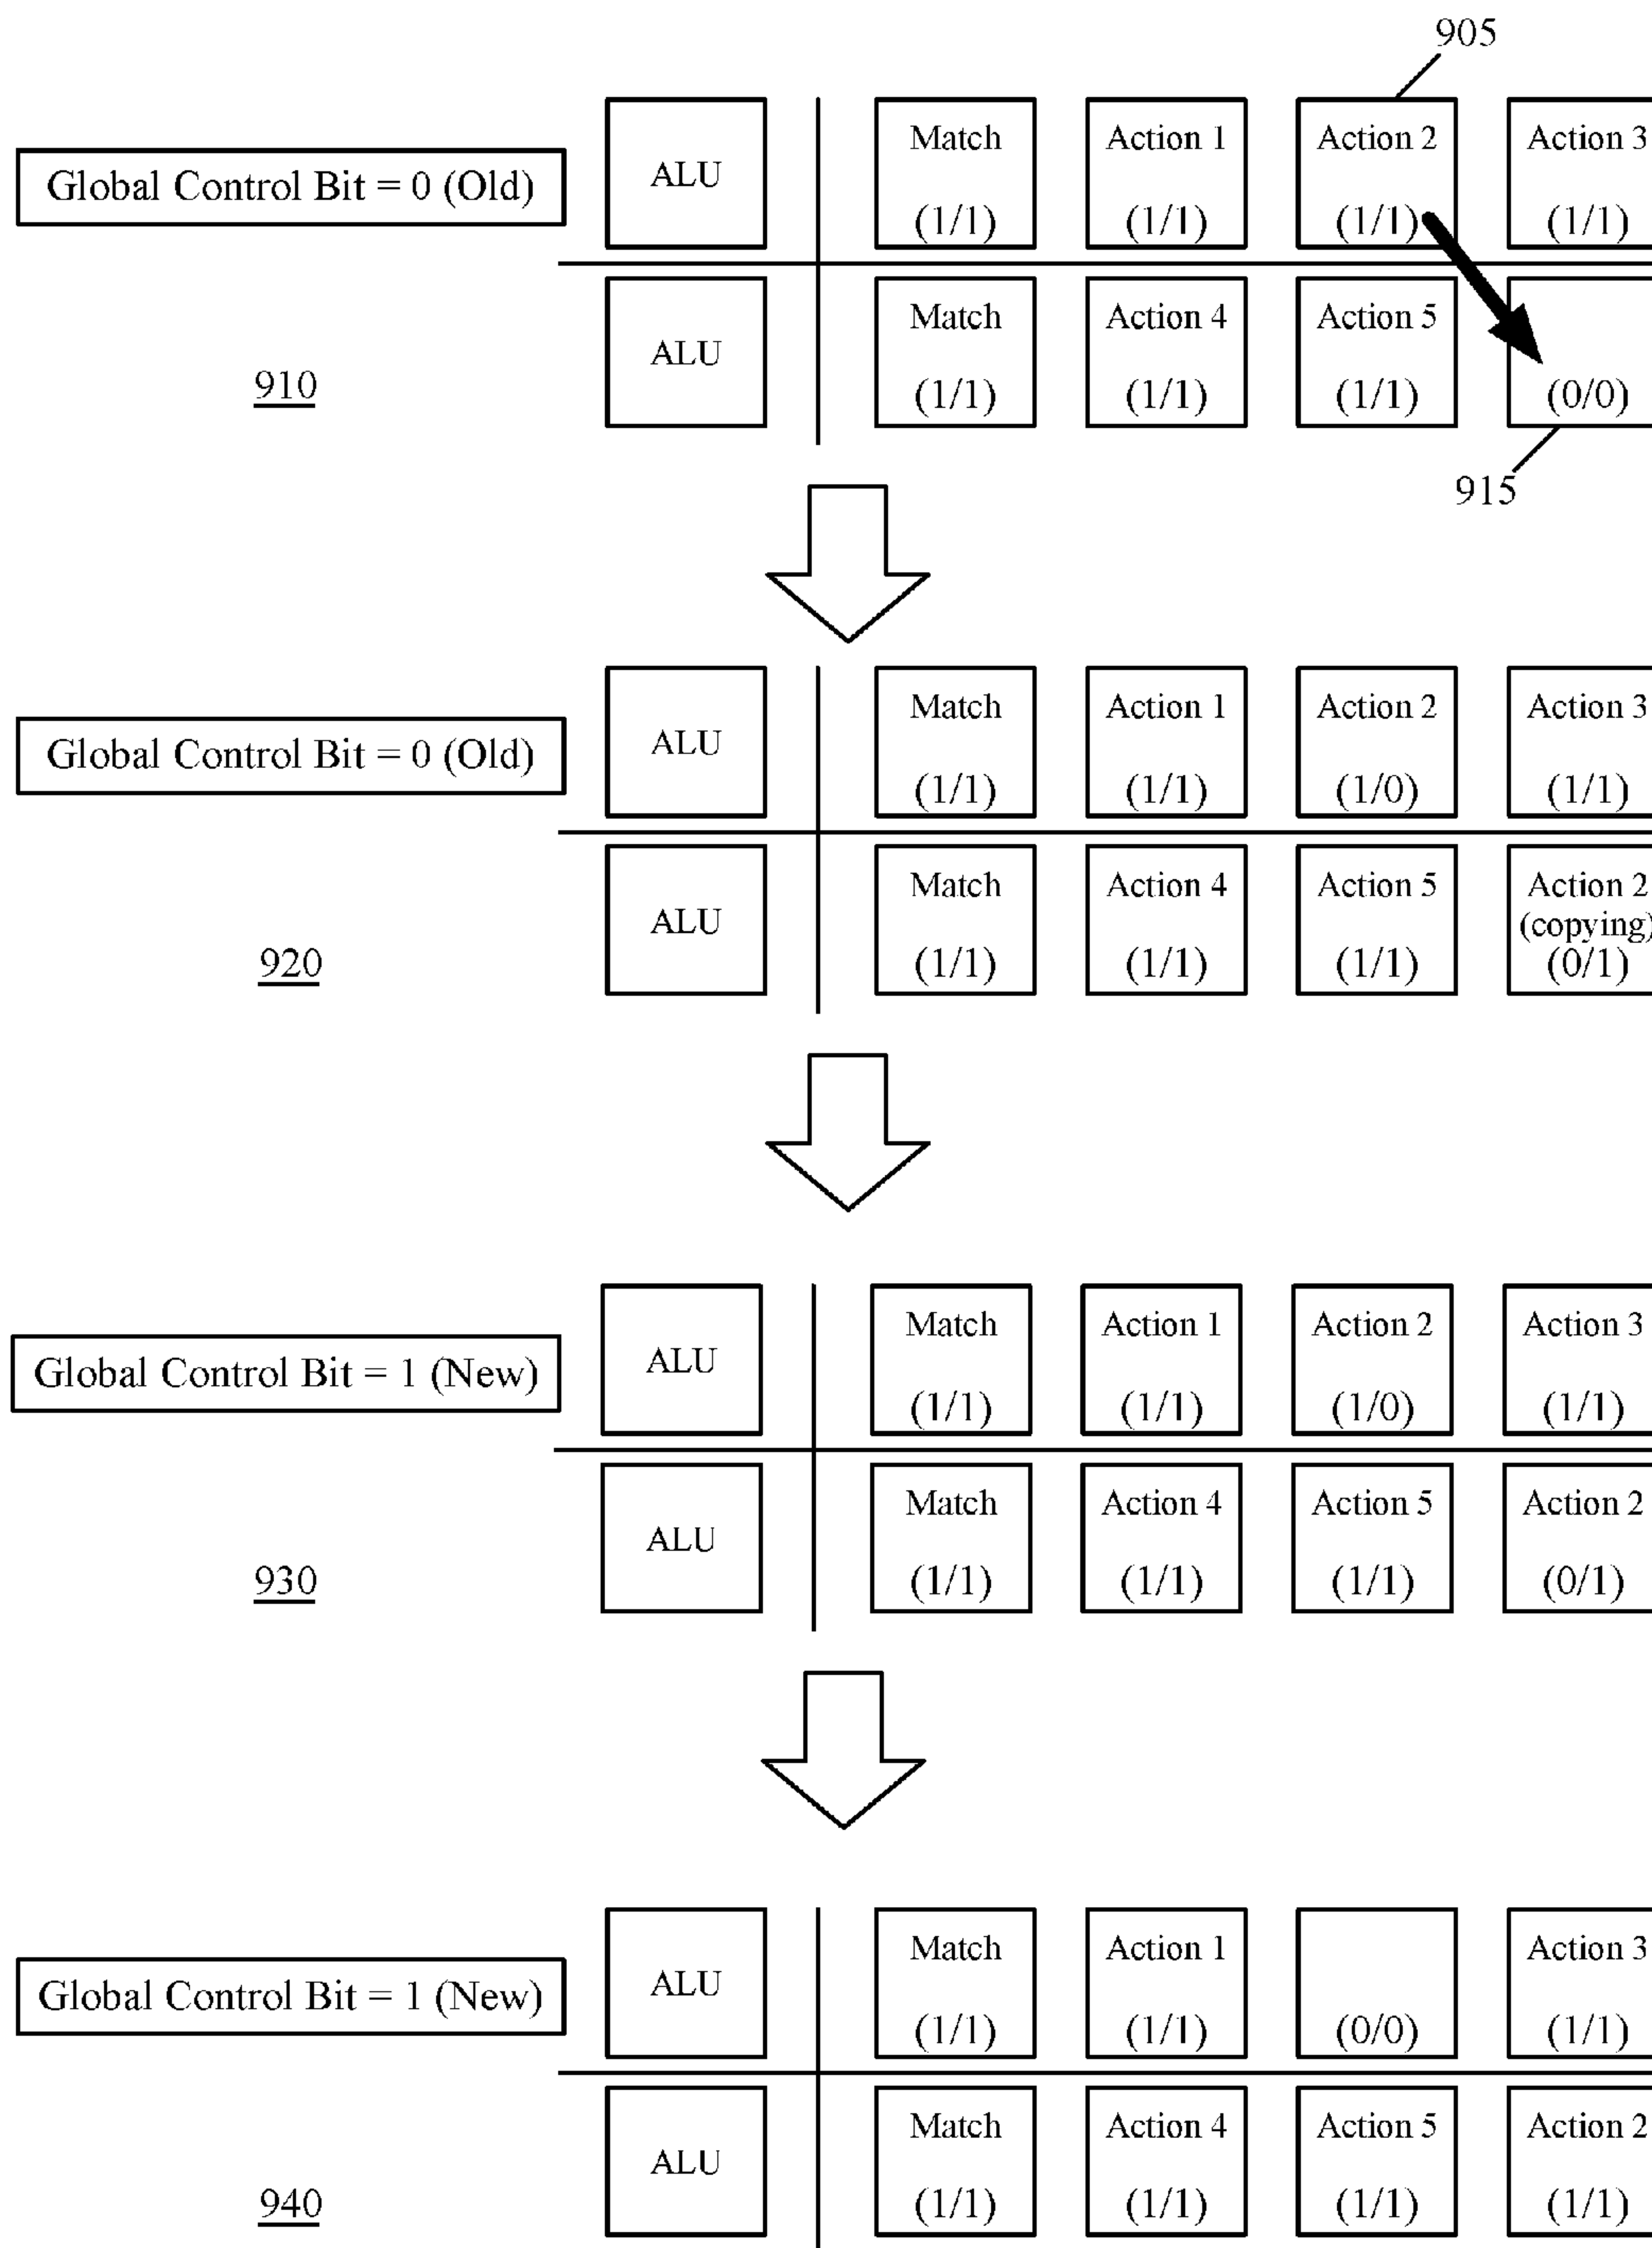 905
ALU
Match
Action 1
Action 2
Action 3
Global Control Bit = 0 (Old)
(1/1)
(1/1)
(1/1)
(1/1)
ALU
Match
Action 4
Action 5
910
(1/1)
(1/1)
(1/1)
(0/0)
915
ALU
Match
Action 1
Action 2
Action 3
Global Control Bit = 0 (Old)
(1/1)
(1/1)
(1/0)
(1/1)
ALU
Match
Action 4
Action 5
Action 2
(copying)
920
(1/1)
(1/1)
(1/1)
(0/1)
ALU
Match
Action 1
Action 2
Action 3
Global Control Bit = 1 (New)
(1/1)
(1/1)
(1/0)
(1/1)
ALU
Match
Action 4
Action 5
Action 2
930
(1/1)
(1/1)
(1/1)
(0/1)
ALU
Match
Action 1
Action 3
Global Control Bit = 1 (New)
(1/1)
(1/1)
(0/0)
(1/1)
ALU
Match
Action 4
Action 5
Action 2
940
(1/1)
(1/1)
(1/1)
(1/1)